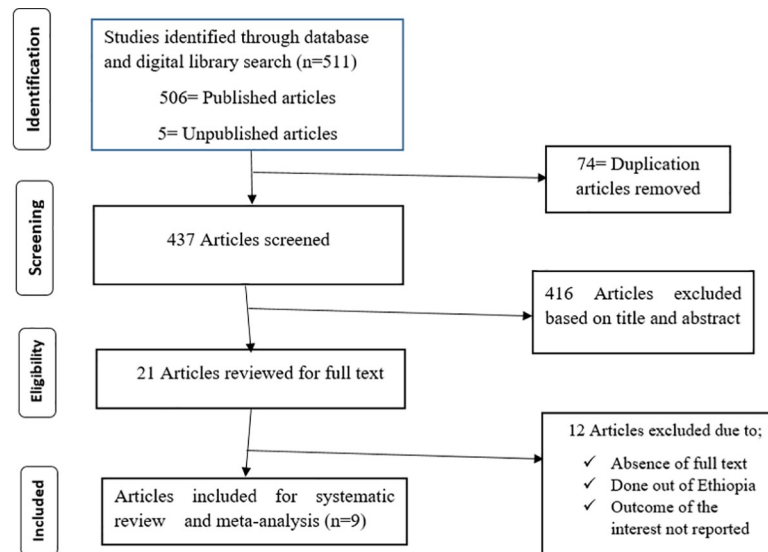 Identification
Studies identified through database
and digital library search (n=511)
506= Published articles
5= Unpublished articles
74= Duplication
articles removed
Screening
437 Articles screened
416 Articles excluded
based on title and abstract
Eligibility
21 Articles reviewed for full text
12 Articles excluded due to;
✓ Absence of full text
✓ Done out of Ethiopia
✓ Outcome of the
interest not reported
Included
Articles included for systematic
review and meta-analysis (n=9)